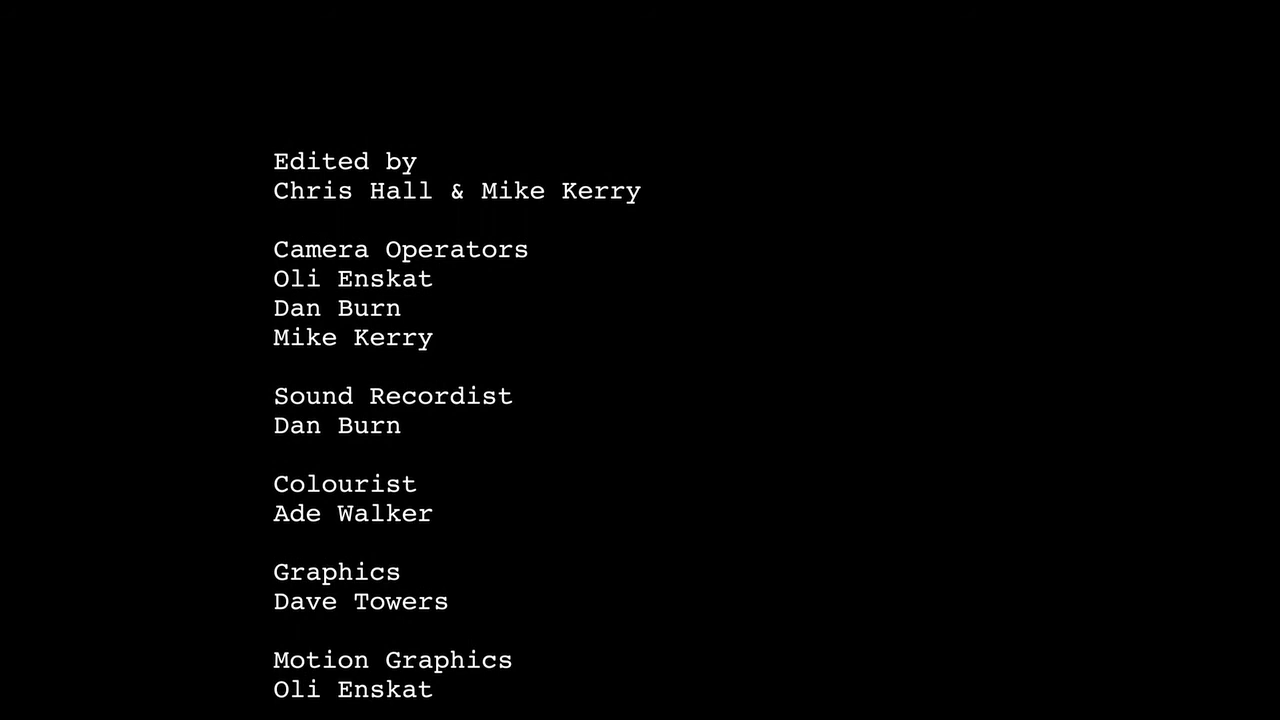 Edited by
Chris Hall & Mike Kerry
Camera Operators
Oli Enskat
Dan Burn
Mike Kerry
Sound Recordist
Dan Burn
Colourist
Ade Walker
Graphics
Dave Towers
Motion Graphics
Oli Enskat